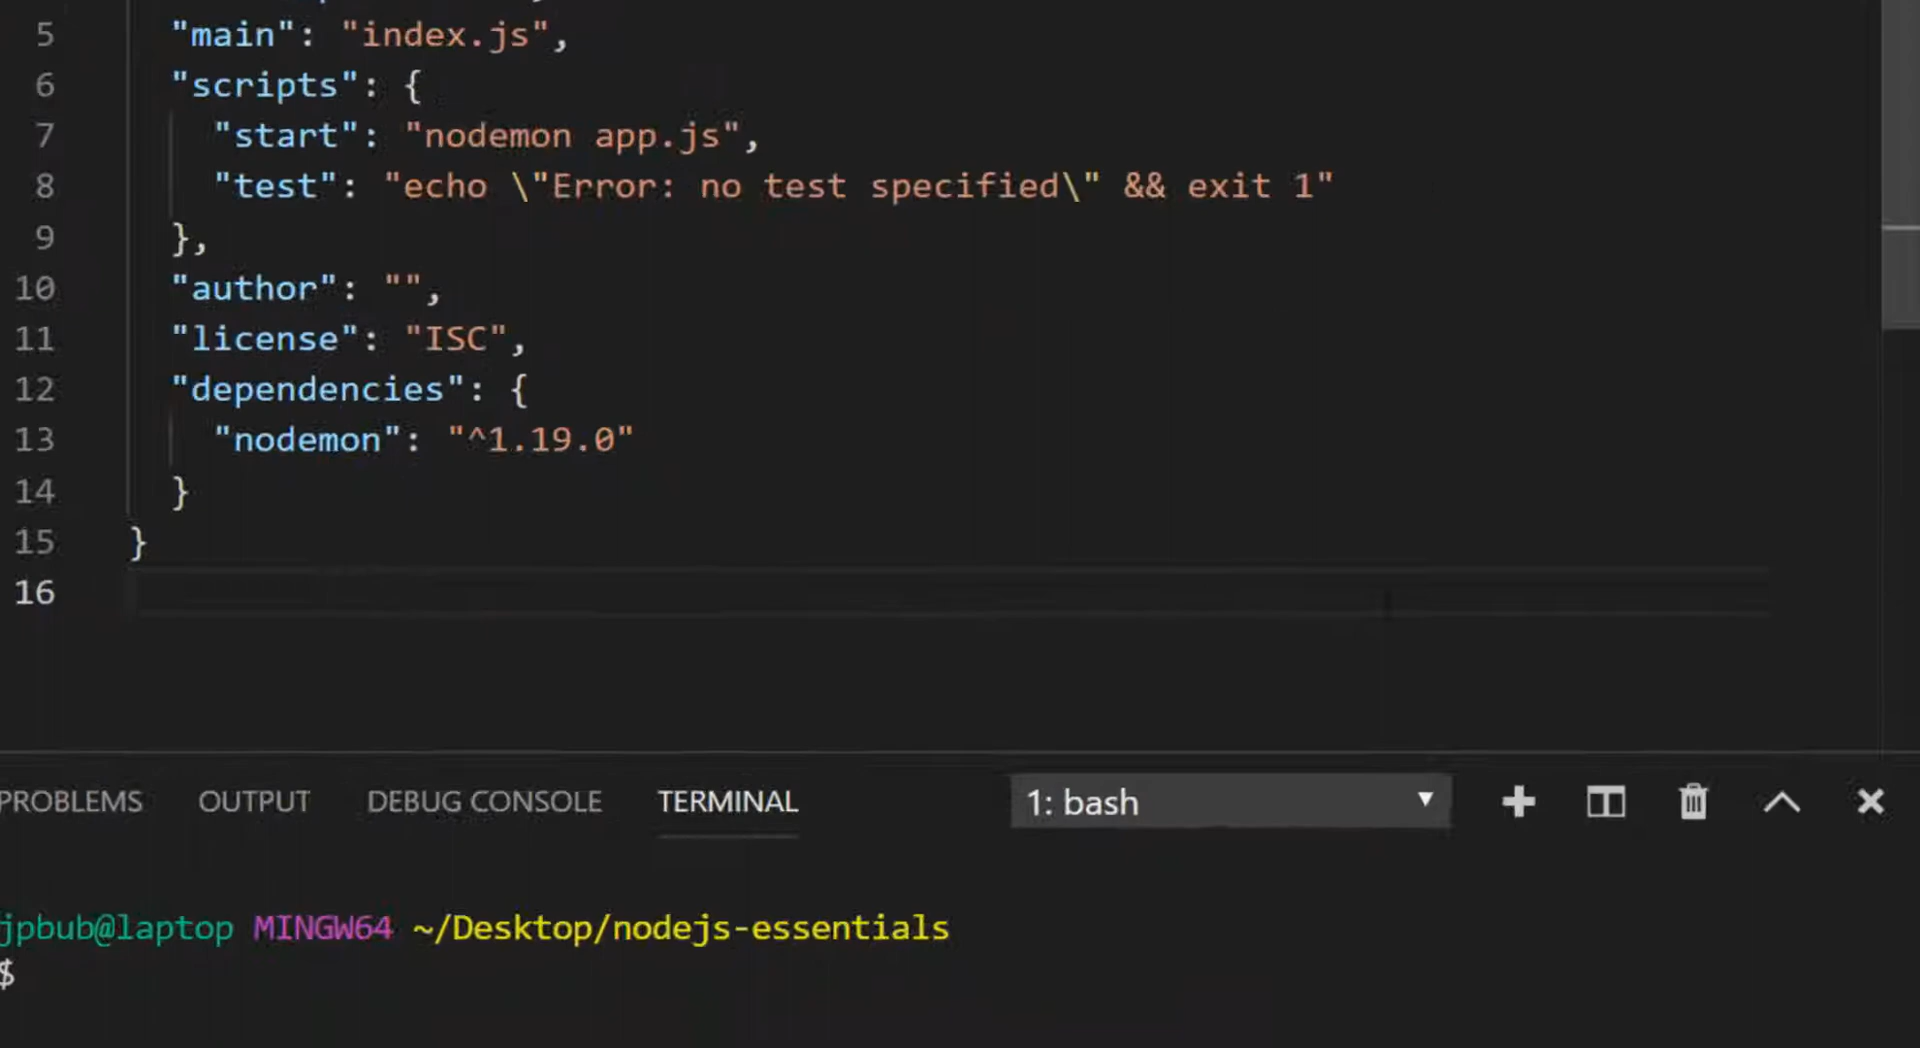 5 "main": "index.js",
6 "scripts": {
7 "start": "nodemon app.js",
8 "test": "echo \"Error: no test specified\" && exit 1"
9 },
10 "author": "",
11 "license": "ISC",
12 "dependencies": {
13 "nodemon": "^1.19.0"
14 }
15 }
16
PROBLEMS OUTPUT DEBUG CONSOLE TERMINAL 1: bash
jpbub@laptop MINGW64 ~/Desktop/nodejs-essentials
$